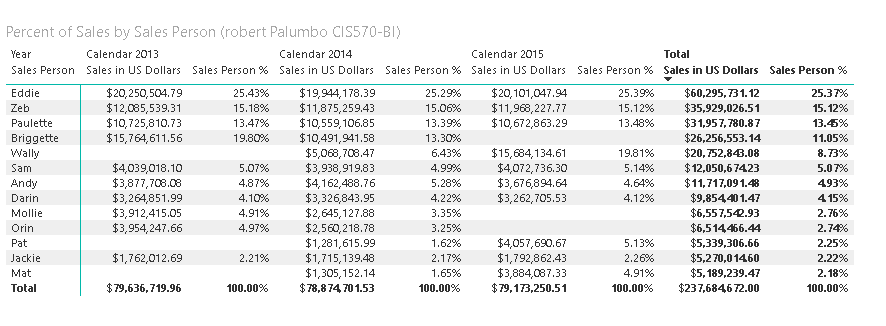 Percent of Sales by Sales Person (robert Palumbo CIS570-BI)
Year Calendar 2013 Calendar 2014 Calendar 2015 Total
Sales Person Sales in US Dollars Sales Person % Sales in US Dollars Sales Person % Sales in US Dollars Sales Person % Sales in US Dollars Sales Person %
Eddie $20,250,504.79 25.43% $19,944,178.39 25.29% $20,101,047.94 25.39% $60,295,731.12 25.37%
Zeb $12,085,539.31 15.18% $11,875,259.43 15.06% $11,968,227.77 15.12% $35,929,026.51 15.12%
Paulette $10,725,810.73 13.47% $10,559,106.85 13.39% $10,672,863.29 13.48% $31,957,780.87 13.45%
Briggette $15,764,611.56 19.80% $10,491,941.58 13.30% $26,256,553.14 11.05%
Wally $5,068,708.47 6.43% $15,684,134.61 19.81% $20,752,843.08 8.73%
Sam $4,039,018.10 5.07% $3,938,919.83 4.99% $4,072,736.30 5.14% $12,050,674.23 5.07%
Andy $3,877,708.08 4.87% $4,162,488.76 5.28% $3,676,894.64 4.64% $11,717,091.48 4.93%
Darin $3,264,851.99 4.10% $3,326,843.95 4.22% $3,262,705.53 4.12% $9,854,401.47 4.15%
Mollie $3,912,415.05 4.91% $2,645,127.88 3.35% $6,557,542.93 2.76%
Orin $3,954,247.66 4.97% $2,560,218.78 3.25% $6,514,466.44 2.74%
Pat $1,281,615.99 1.62% $4,057,690.67 5.13% $5,339,306.66 2.25%
Jackie $1,762,012.69 2.21% $1,715,139.48 2.17% $1,792,862.43 2.26% $5,270,014.60 2.22%
Mat $1,305,152.14 1.65% $3,884,087.33 4.91% $5,189,239.47 2.18%
Total $79,636,719.96 100.00% $78,874,701.53 100.00% $79,173,250.51 100.00% $237,684,672.00 100.00%